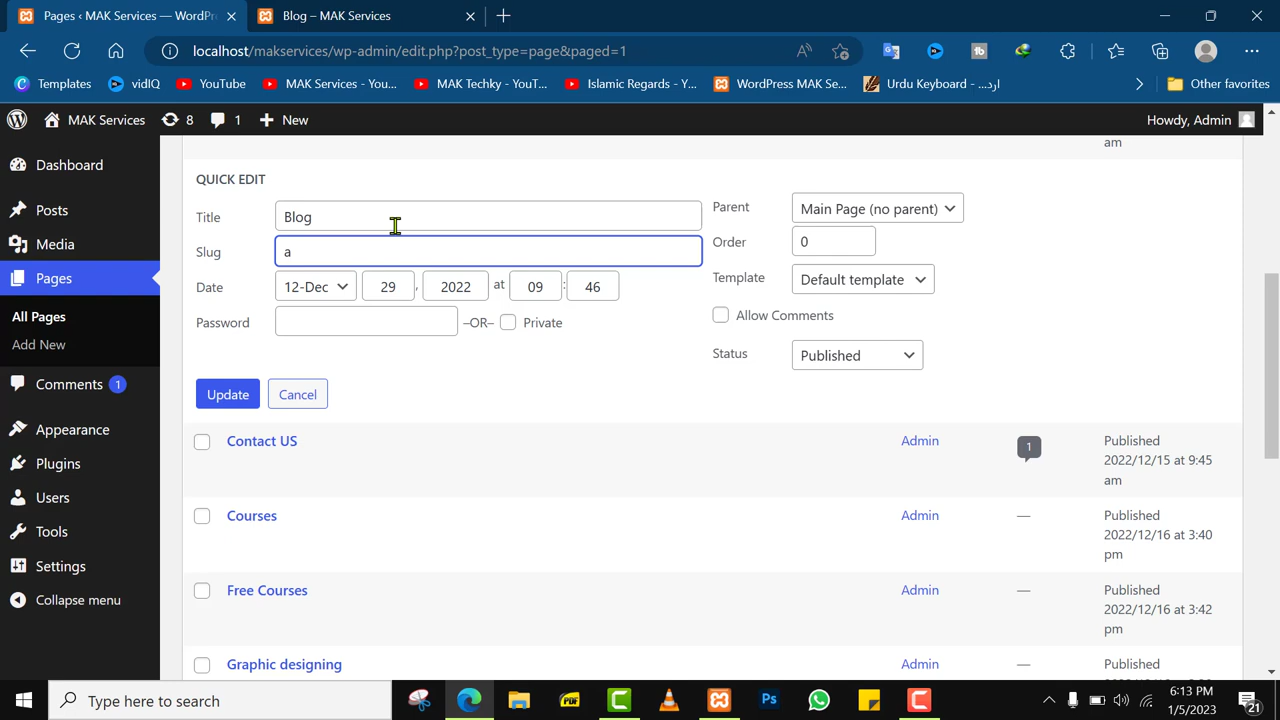 Pages ‹ MAK Services — WordPr
Blog – MAK Services
localhost/makservices/wp-admin/edit.php?post_type=page&paged=1
Templates
vidIQ
YouTube
MAK Services - You...
MAK Techky - YouT...
Islamic Regards - Y...
WordPress MAK Se...
Urdu Keyboard - ...ارد
Other favorites
MAK Services
8
1
New
Howdy, Admin
Dashboard
Posts
Media
Pages
All Pages
Add New
Comments 1
Appearance
Plugins
Users
Tools
Settings
Collapse menu
am
QUICK EDIT
Title Blog
Slug a
Date 12-Dec 29 , 2022 at 09 : 46
Password –OR– Private
Parent Main Page (no parent)
Order 0
Template Default template
Allow Comments
Status Published
Update Cancel
Contact US Admin 1 Published
2022/12/15 at 9:45
am
Courses Admin — Published
2022/12/16 at 3:40
pm
Free Courses Admin — Published
2022/12/16 at 3:42
pm
Graphic designing Admin — Published
Type here to search
PDF
Ps
6:13 PM
1/5/2023
21